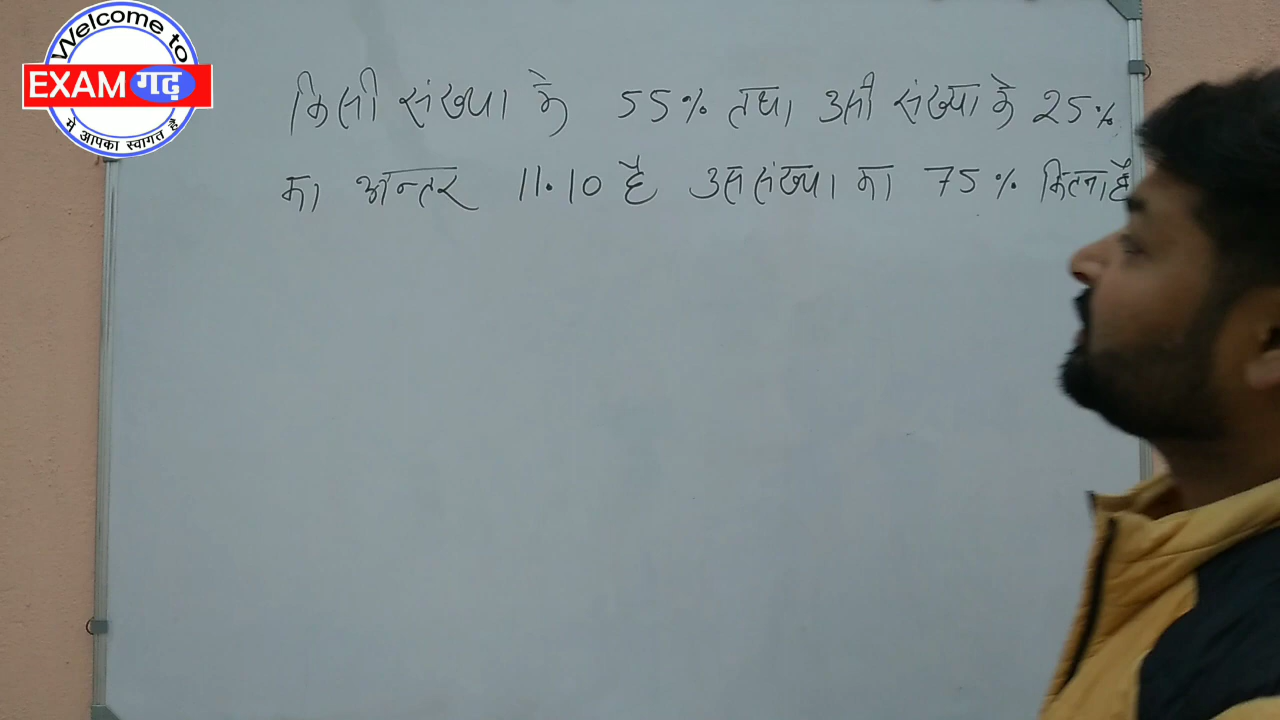 Welcome to
EXAM गढ़
मे आपका स्वागत है
किसी संख्या के 55% तथा उसी संख्या के 25%
का अन्तर 11.10 है उस संख्या का 75% कितना है